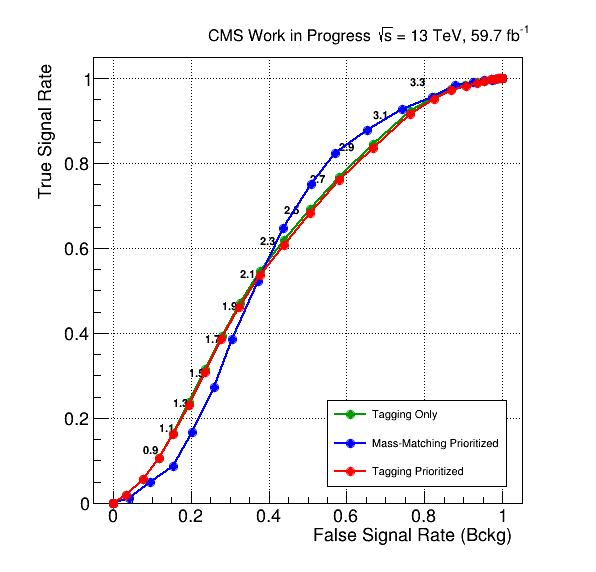 CMS Work in Progress √s = 13 TeV, 59.7 fb⁻¹
True Signal Rate
1
0.8
0.6
0.4
0.2
0
3.3
3.1
2.9
2.7
2.5
2.3
2.1
1.9
1.7
1.5
1.3
1.1
0.9
Tagging Only
Mass-Matching Prioritized
Tagging Prioritized
0 0.2 0.4 0.6 0.8 1
False Signal Rate (Bckg)